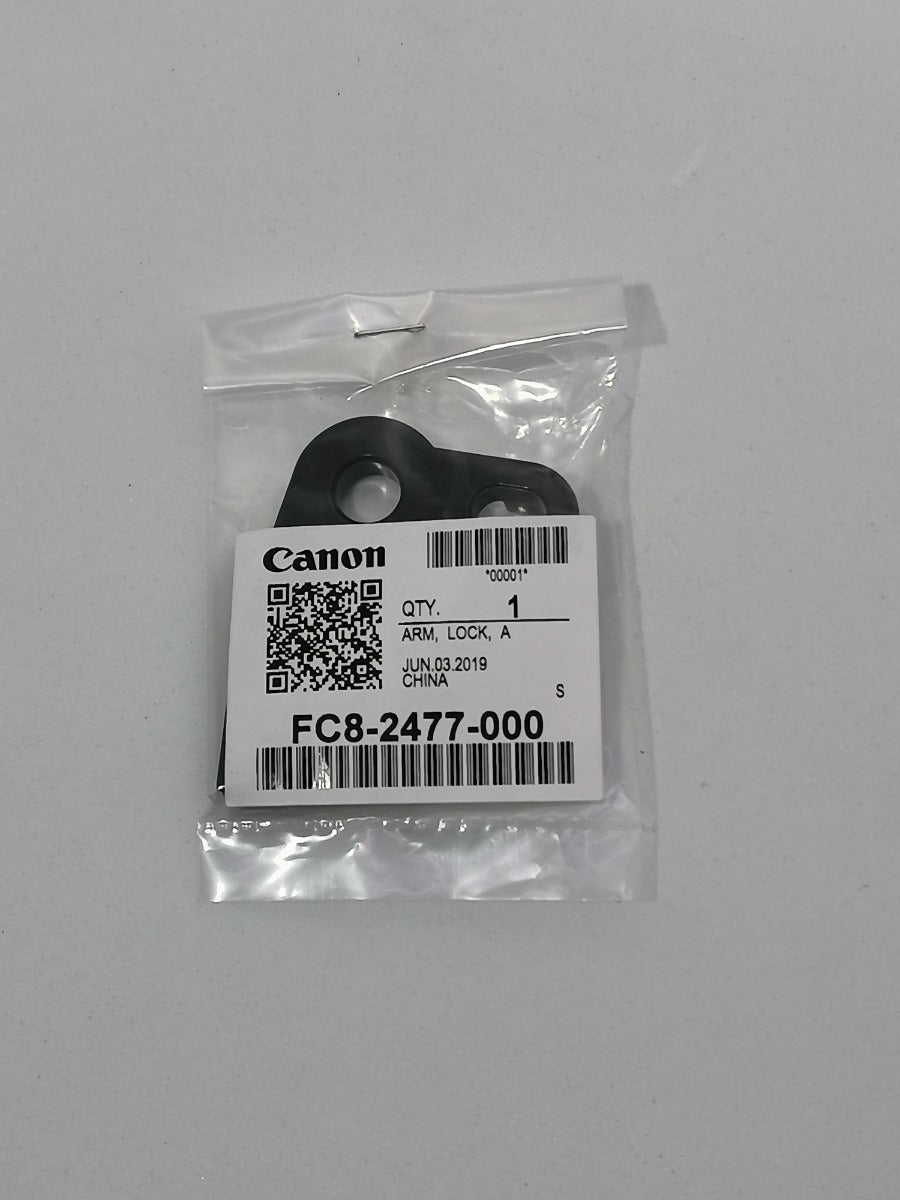 Canon
*00001*
QTY. 1
ARM, LOCK, A
JUN.03.2019
CHINA
S
FC8-2477-000